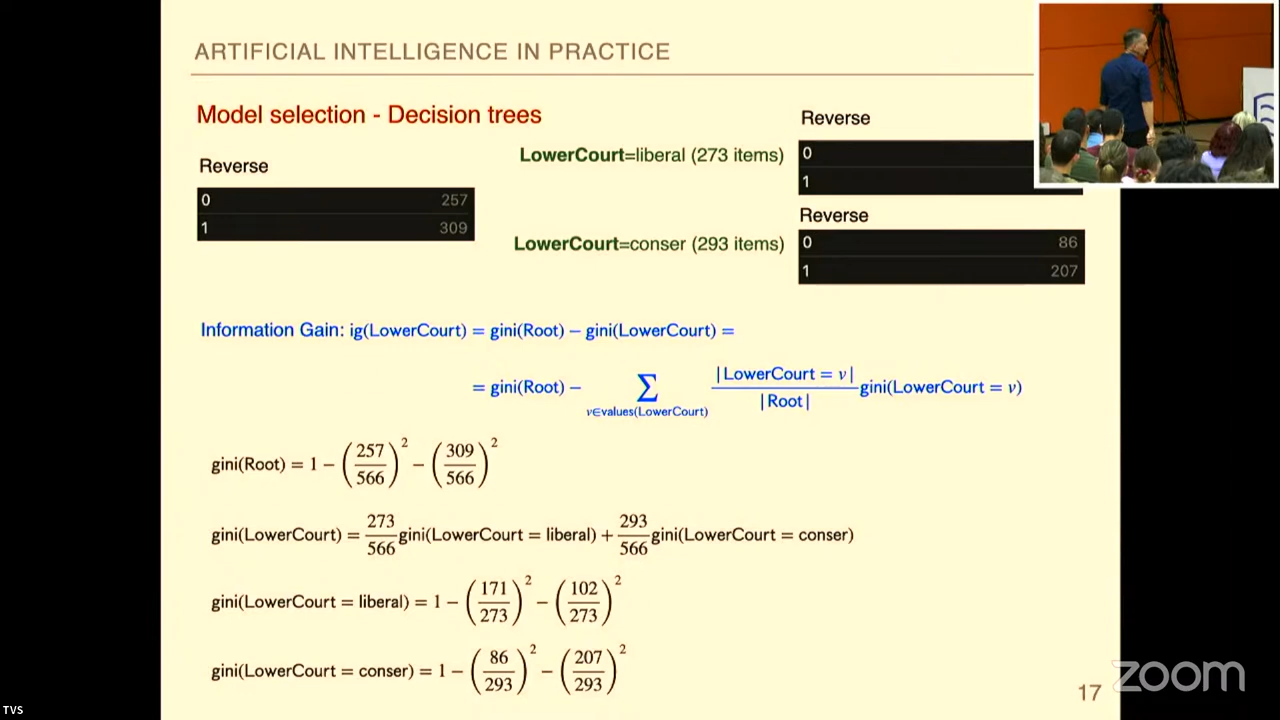 ARTIFICIAL INTELLIGENCE IN PRACTICE
Model selection - Decision trees
Reverse
0 257
1 309
LowerCourt=liberal (273 items)
Reverse
0
1
LowerCourt=conser (293 items)
Reverse
0 86
1 207
Information Gain: ig(LowerCourt) = gini(Root) − gini(LowerCourt) =
= gini(Root) − ∑ v∈values(LowerCourt) |LowerCourt = v| / |Root| gini(LowerCourt = v)
gini(Root) = 1 − (257/566)² − (309/566)²
gini(LowerCourt) = 273/566 gini(LowerCourt = liberal) + 293/566 gini(LowerCourt = conser)
gini(LowerCourt = liberal) = 1 − (171/273)² − (102/273)²
gini(LowerCourt = conser) = 1 − (86/293)² − (207/293)²
17
zoom
TVS